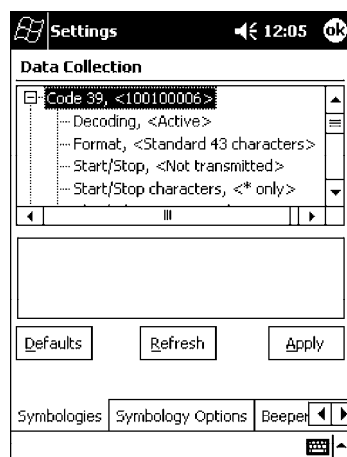 Settings 12:05 ok
Data Collection
Code 39, <100100006>
Decoding, <Active>
Format, <Standard 43 characters>
Start/Stop, <Not transmitted>
Start/Stop characters, <* only>
Defaults Refresh Apply
Symbologies Symbology Options Beeper